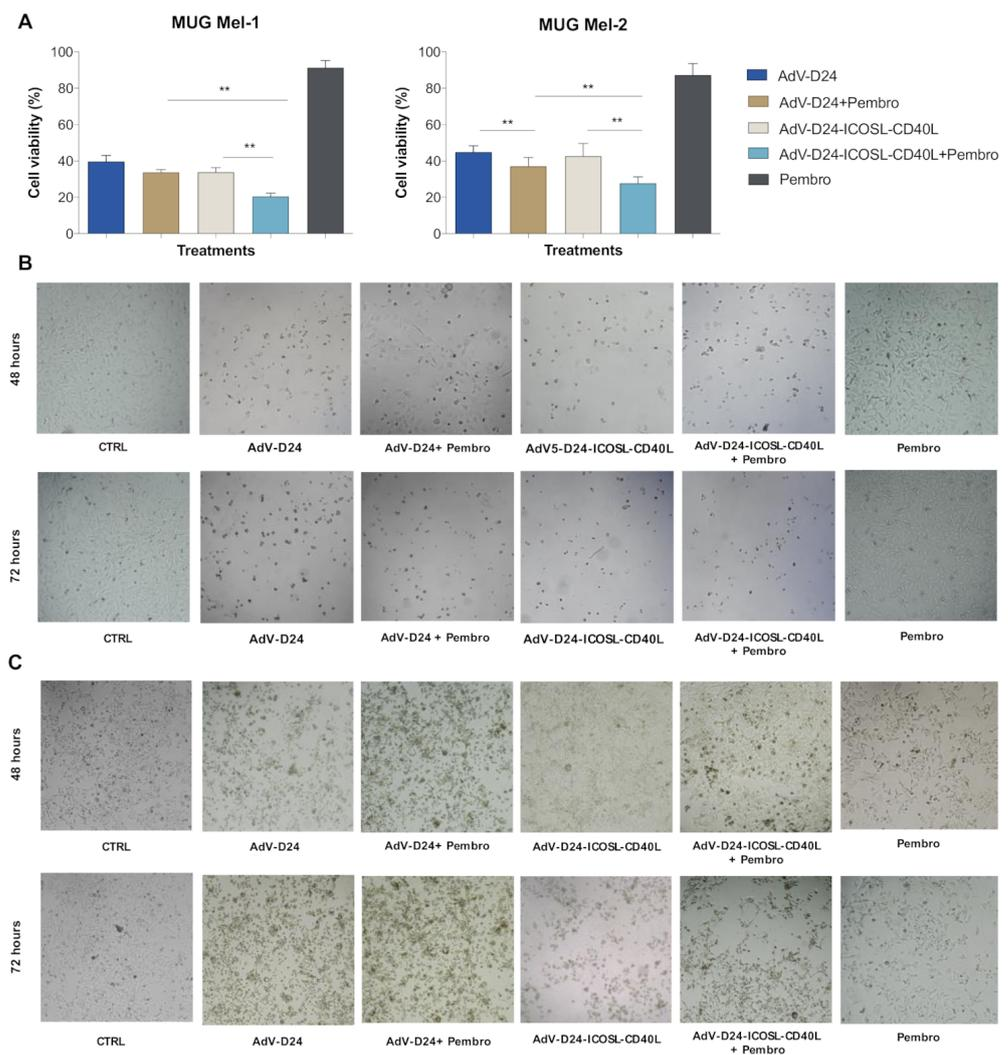 A
MUG Mel-1
MUG Mel-2
Cell viability (%)
100
80
60
40
20
0
**
**
Treatments
Cell viability (%)
100
80
60
40
20
0
**
**
**
Treatments
AdV-D24
AdV-D24+Pembro
AdV-D24-ICOSL-CD40L
AdV-D24-ICOSL-CD40L+Pembro
Pembro
B
48 hours
CTRL
AdV-D24
AdV-D24+ Pembro
AdV5-D24-ICOSL-CD40L
AdV-D24-ICOSL-CD40L
+ Pembro
Pembro
72 hours
CTRL
AdV-D24
AdV-D24 + Pembro
AdV-D24-ICOSL-CD40L
AdV-D24-ICOSL-CD40L
+ Pembro
Pembro
C
48 hours
CTRL
AdV-D24
AdV-D24+ Pembro
AdV-D24-ICOSL-CD40L
AdV-D24-ICOSL-CD40L
+ Pembro
Pembro
72 hours
CTRL
AdV-D24
AdV-D24+ Pembro
AdV-D24-ICOSL-CD40L
AdV-D24-ICOSL-CD40L
+ Pembro
Pembro